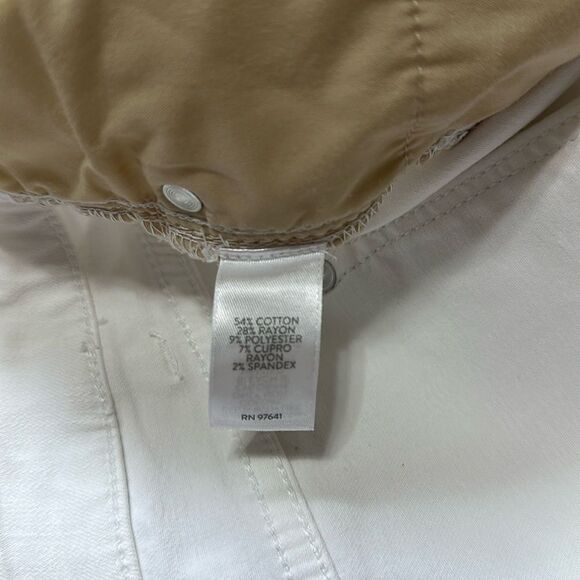 54% COTTON
28% RAYON
9% POLYESTER
7% CUPRO
RAYON
2% SPANDEX
RN 97641